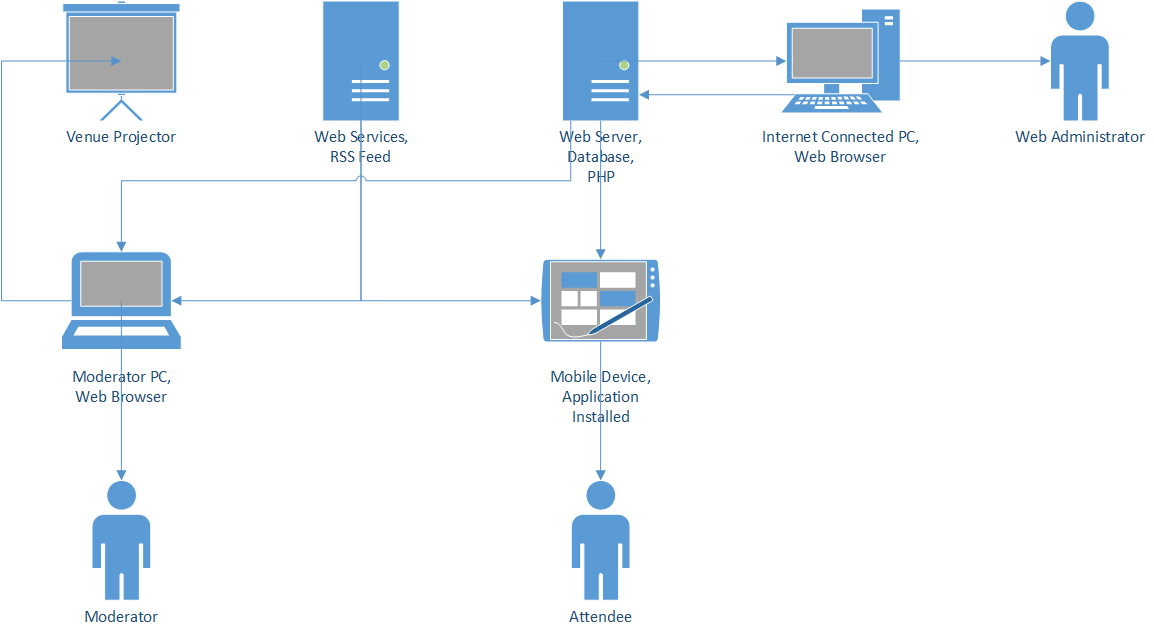 Venue Projector
Web Services,
RSS Feed
Web Server,
Database,
PHP
Internet Connected PC,
Web Browser
Web Administrator
Moderator PC,
Web Browser
Mobile Device,
Application
Installed
Moderator
Attendee